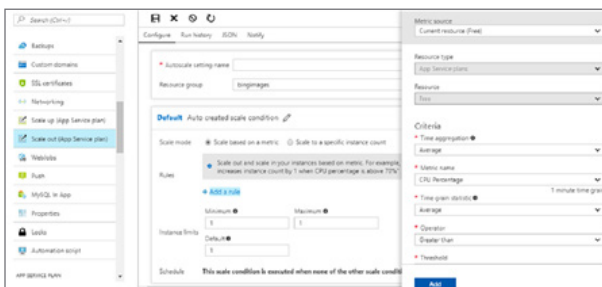 Search (Ctrl+/)
Backups
Custom domains
SSL certificates
Networking
Scale up (App Service plan)
Scale out (App Service plan)
WebJobs
Push
MySQL In App
Properties
Locks
Automation script
APP SERVICE PLAN
Configure Run history JSON Notify
* Autoscale setting name
Resource group bingimages
Default Auto created scale condition
Scale mode Scale based on a metric Scale to a specific instance count
Rules
Scale out and scale in your instances based on metric. For example,
increases instance count by 1 when CPU percentage is above 70%"
+ Add a rule
Instance limits
Minimum Maximum
1 1
Default
1
Schedule This scale condition is executed when none of the other scale conditi
Metric source
Current resource (Free)
Resource type
App Service plans
Resource
Free
Criteria
* Time aggregation
Average
* Metric name
CPU Percentage
1 minute time grain
* Time grain statistic
Average
* Operator
Greater than
* Threshold
Add